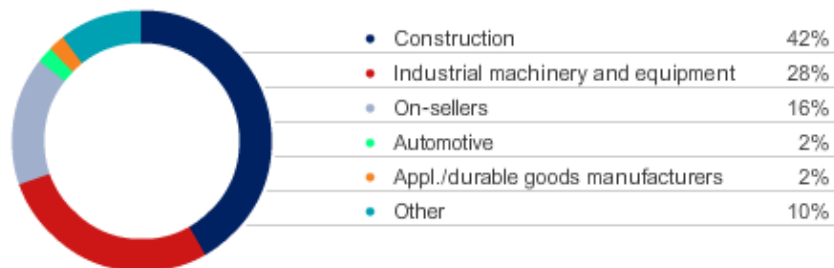 Construction 42%
Industrial machinery and equipment 28%
On-sellers 16%
Automotive 2%
Appl./durable goods manufacturers 2%
Other 10%